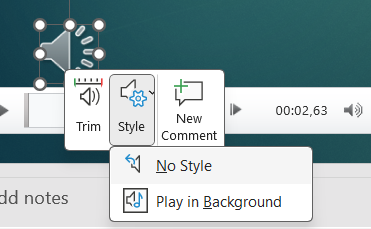 Trim
Style
New
Comment
00:02,63
No Style
Play in Background
dd notes